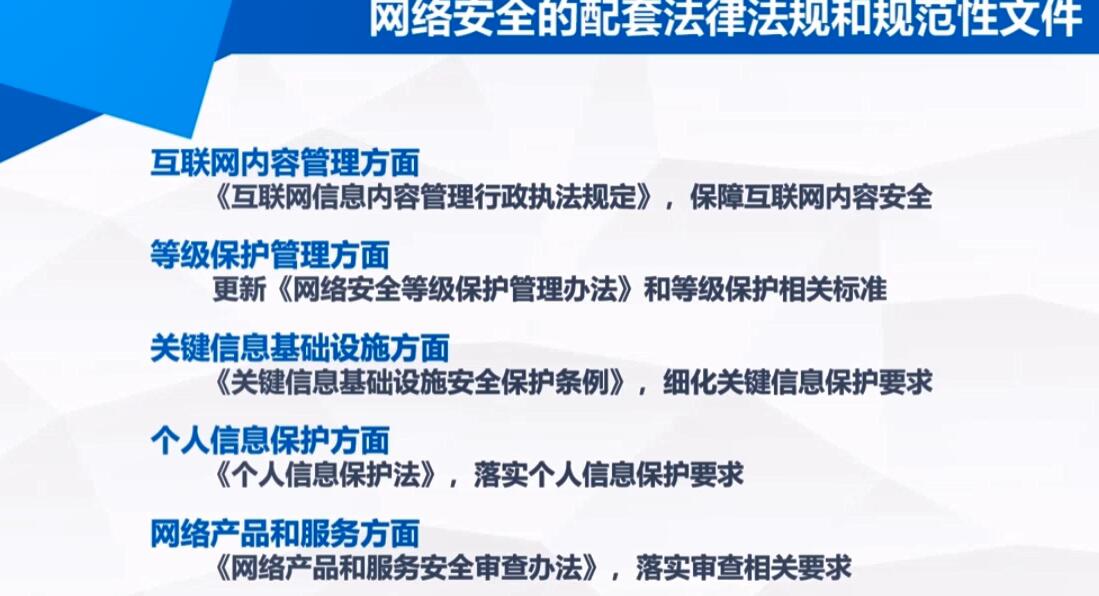 网络安全的配套法律法规和规范性文件
互联网内容管理方面
《互联网信息内容管理行政执法规定》，保障互联网内容安全
等级保护管理方面
更新《网络安全等级保护管理办法》和等级保护相关标准
关键信息基础设施方面
《关键信息基础设施安全保护条例》，细化关键信息保护要求
个人信息保护方面
《个人信息保护法》，落实个人信息保护要求
网络产品和服务方面
《网络产品和服务安全审查办法》，落实审查相关要求